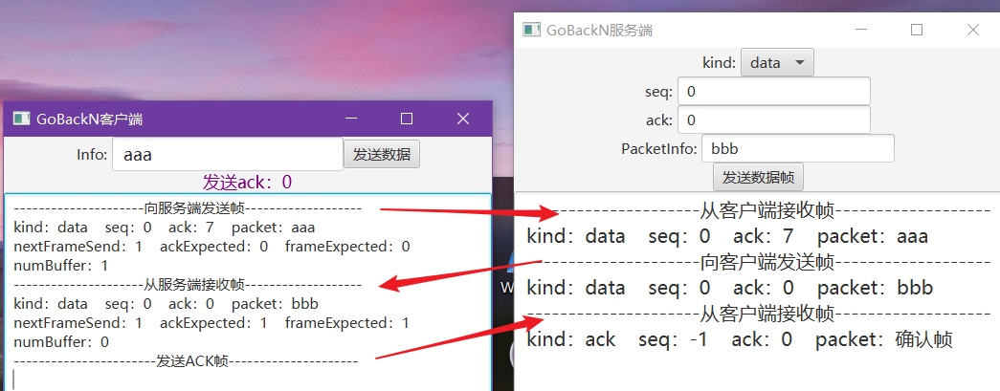 GoBackN客户端
Info: aaa 发送数据
发送ack：0
---------------------向服务端发送帧-------------------
kind：data seq：0 ack：7 packet：aaa
nextFrameSend：1 ackExpected：0 frameExpected：0
numBuffer：1
---------------------从服务端接收帧-------------------
kind：data seq：0 ack：0 packet：bbb
nextFrameSend：1 ackExpected：1 frameExpected：1
numBuffer：0
-----------------------发送ACK帧---------------------
GoBackN服务端
kind: data
seq: 0
ack: 0
PacketInfo: bbb
发送数据帧
---------------------从客户端接收帧-------------------
kind：data seq：0 ack：7 packet：aaa
---------------------向客户端发送帧-------------------
kind：data seq：0 ack：0 packet：bbb
---------------------从客户端接收帧-------------------
kind：ack seq：-1 ack：0 packet：确认帧